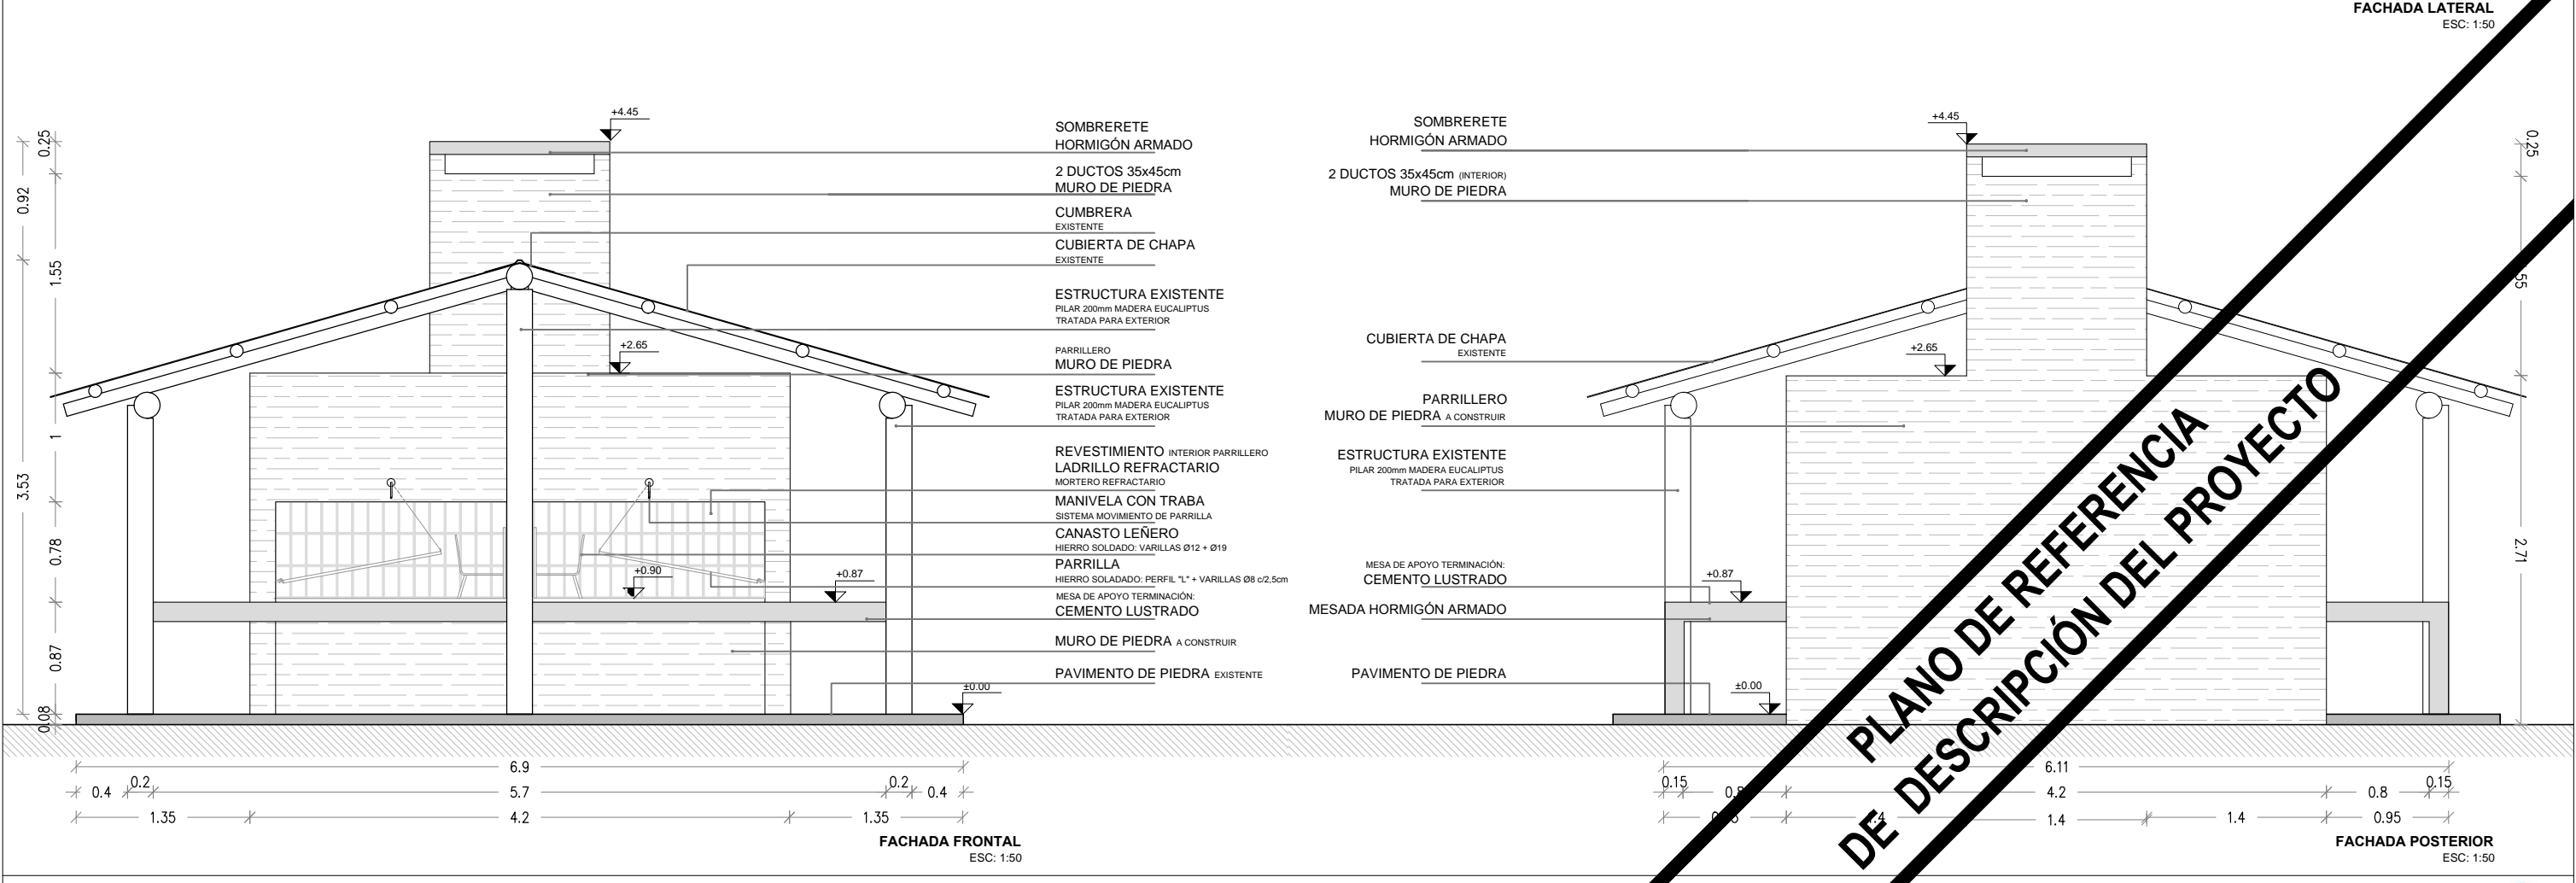 FACHADA LATERAL
ESC: 1:50
+4.45
SOMBRERETE
HORMIGÓN ARMADO
2 DUCTOS 35x45cm
MURO DE PIEDRA
CUMBRERA
EXISTENTE
CUBIERTA DE CHAPA
EXISTENTE
ESTRUCTURA EXISTENTE
PILAR 200mm MADERA EUCALIPTUS
TRATADA PARA EXTERIOR
+2.65
PARRILLERO
MURO DE PIEDRA
ESTRUCTURA EXISTENTE
PILAR 200mm MADERA EUCALIPTUS
TRATADA PARA EXTERIOR
REVESTIMIENTO INTERIOR PARRILLERO
LADRILLO REFRACTARIO
MORTERO REFRACTARIO
MANIVELA CON TRABA
SISTEMA MOVIMIENTO DE PARRILLA
CANASTO LEÑERO
HIERRO SOLDADO: VARILLAS Ø12 + Ø19
PARRILLA
HIERRO SOLADADO: PERFIL "L" + VARILLAS Ø8 c/2,5cm
+0.90
+0.87
MESA DE APOYO TERMINACIÓN:
CEMENTO LUSTRADO
MURO DE PIEDRA A CONSTRUIR
PAVIMENTO DE PIEDRA EXISTENTE
±0.00
0.25
0.92
1.55
1
3.53
0.78
0.87
0.08
6.9
0.4 0.2 5.7 0.2 0.4
1.35 4.2 1.35
FACHADA FRONTAL
ESC: 1:50
SOMBRERETE
HORMIGÓN ARMADO
2 DUCTOS 35x45cm (INTERIOR)
MURO DE PIEDRA
CUBIERTA DE CHAPA
EXISTENTE
PARRILLERO
MURO DE PIEDRA A CONSTRUIR
ESTRUCTURA EXISTENTE
PILAR 200mm MADERA EUCALIPTUS
TRATADA PARA EXTERIOR
MESA DE APOYO TERMINACIÓN:
CEMENTO LUSTRADO
MESADA HORMIGÓN ARMADO
PAVIMENTO DE PIEDRA
+4.45
+2.65
+0.87
±0.00
0.25
2.71
6.11
0.15 4.2 0.8 0.15
1.4 1.4 0.95
PLANO DE REFERENCIA
DE DESCRIPCIÓN DEL PROYECTO
FACHADA POSTERIOR
ESC: 1:50